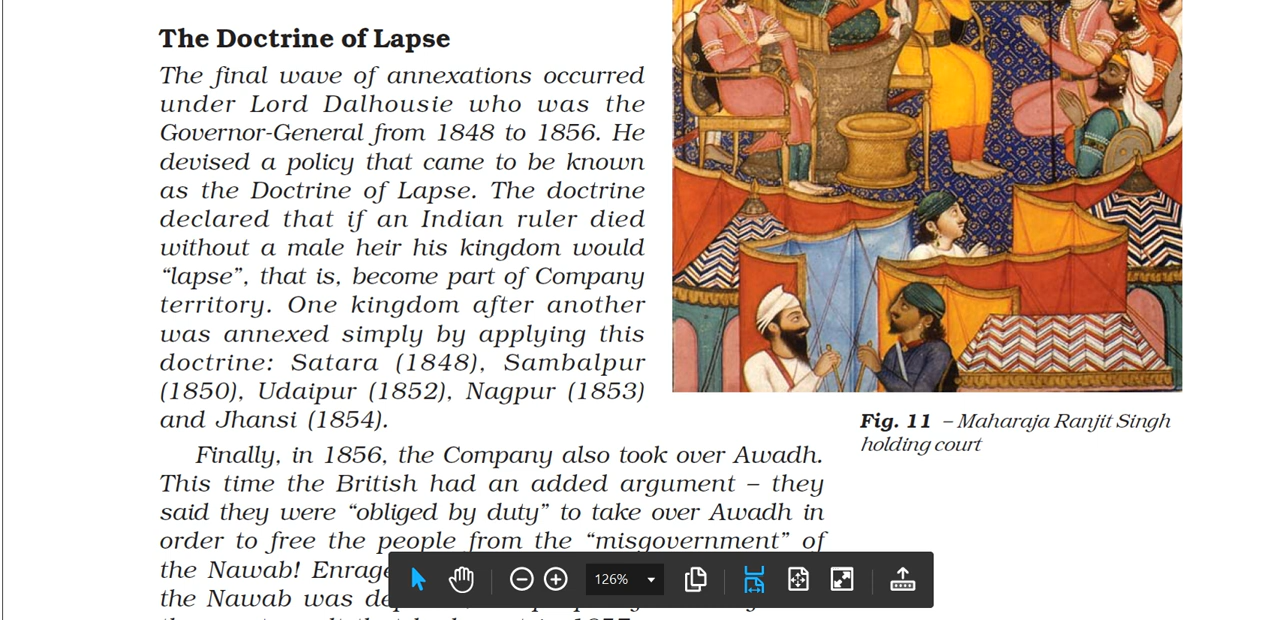 The Doctrine of Lapse
The final wave of annexations occurred
under Lord Dalhousie who was the
Governor-General from 1848 to 1856. He
devised a policy that came to be known
as the Doctrine of Lapse. The doctrine
declared that if an Indian ruler died
without a male heir his kingdom would
“lapse”, that is, become part of Company
territory. One kingdom after another
was annexed simply by applying this
doctrine: Satara (1848), Sambalpur
(1850), Udaipur (1852), Nagpur (1853)
and Jhansi (1854).
Fig. 11 – Maharaja Ranjit Singh
holding court
Finally, in 1856, the Company also took over Awadh.
This time the British had an added argument – they
said they were “obliged by duty” to take over Awadh in
order to free the people from the “misgovernment” of
the Nawab! Enrage
the Nawab was de
126%